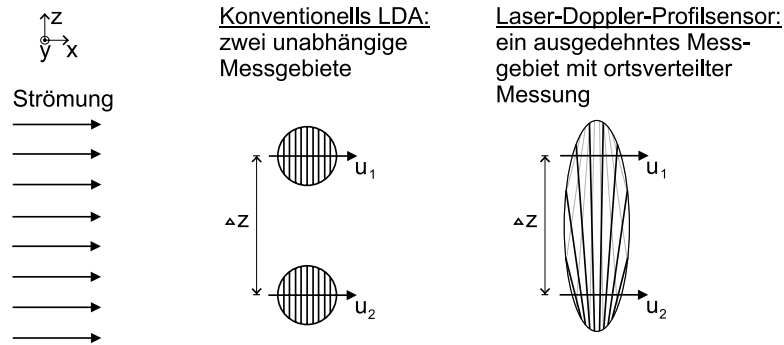 z
y x
Strömung
Konventionells LDA:
zwei unabhängige
Messgebiete
u1
Δz
u2
Laser-Doppler-Profilsensor:
ein ausgedehntes Mess-
gebiet mit ortsverteilter
Messung
u1
Δz
u2